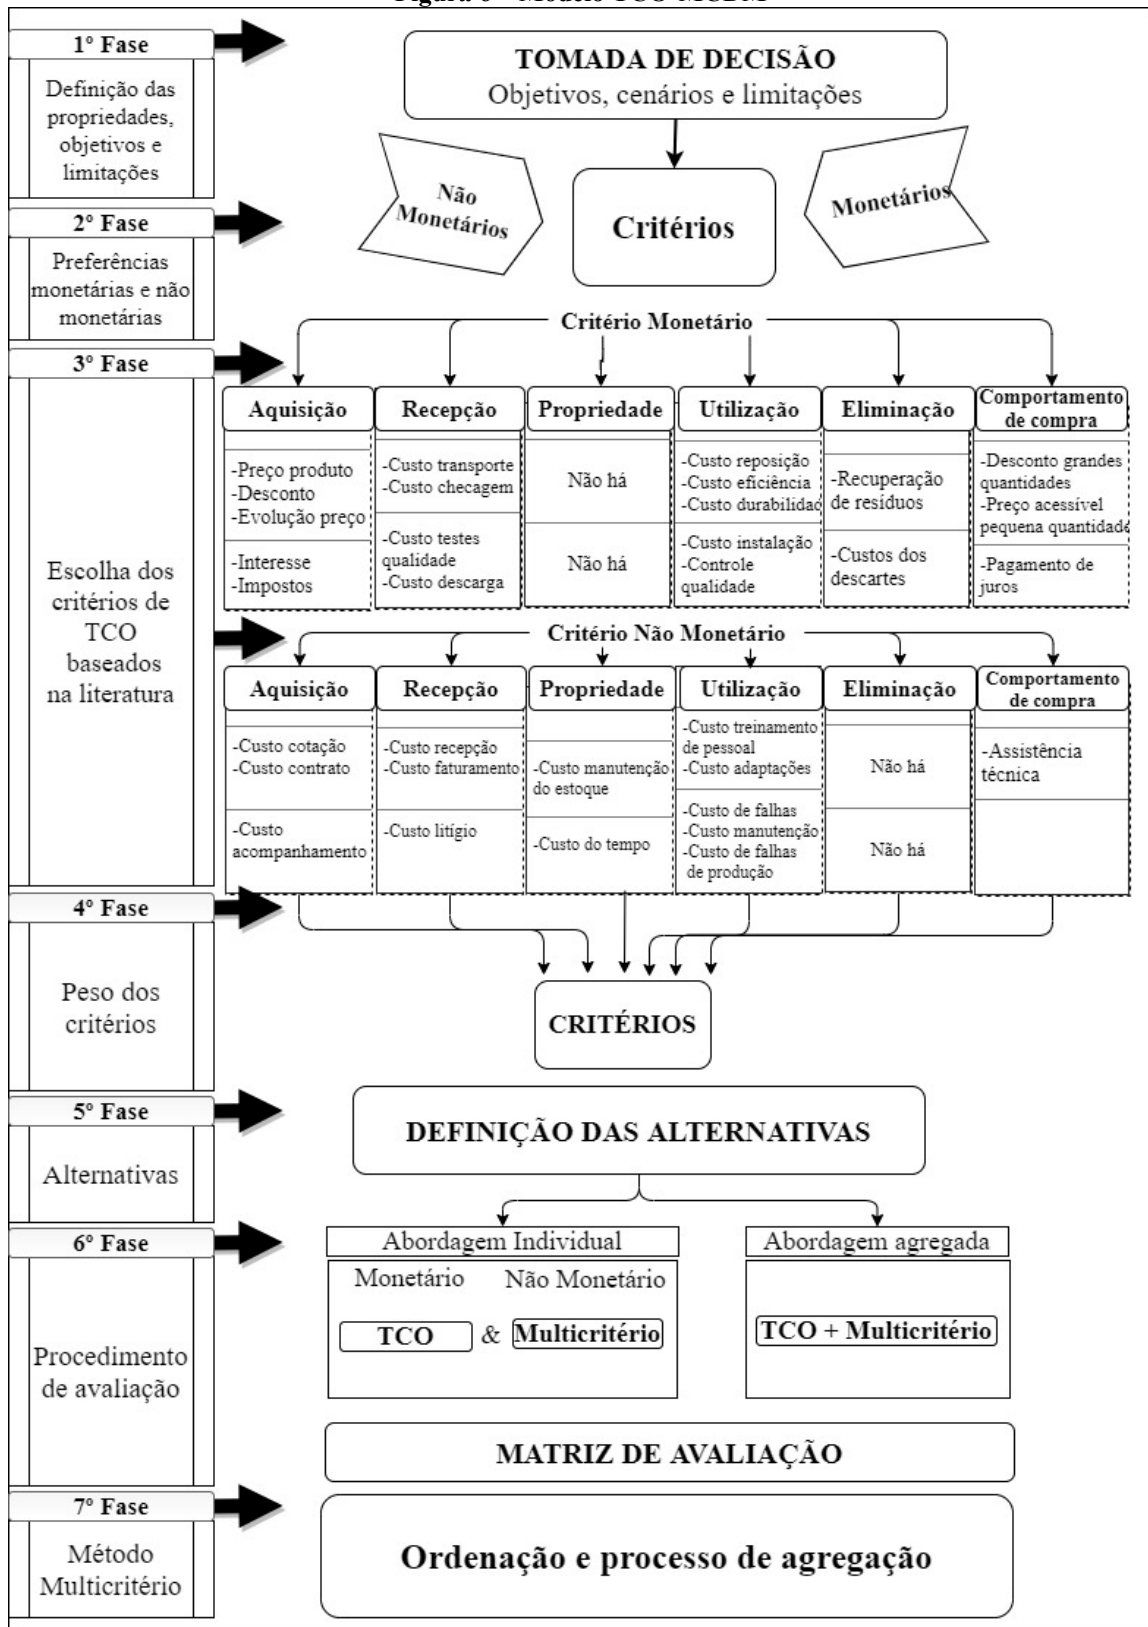 1º Fase
Definição das
propriedades,
objetivos e
limitações
TOMADA DE DECISÃO
Objetivos, cenários e limitações
Não
Monetários
Critérios
Monetários
2º Fase
Preferências
monetárias e não
monetárias
3º Fase
Escolha dos
critérios de
TCO
baseados
na literatura
Critério Monetário
Aquisição
-Preço produto
-Desconto
-Evolução preço
-Interesse
-Impostos
Recepção
-Custo transporte
-Custo checagem
-Custo testes
qualidade
-Custo descarga
Propriedade
Não há
Não há
Utilização
-Custo reposição
-Custo eficiência
-Custo durabilidad
-Custo instalação
-Controle
qualidade
Eliminação
-Recuperação
de resíduos
-Custos dos
descartes
Comportamento
de compra
-Desconto grandes
quantidades
-Preço acessível
pequena quantidade
-Pagamento de
juros
Critério Não Monetário
Aquisição
-Custo cotação
-Custo contrato
-Custo
acompanhamento
Recepção
-Custo recepção
-Custo faturamento
-Custo litígio
Propriedade
-Custo manutenção
do estoque
-Custo do tempo
Utilização
-Custo treinamento
de pessoal
-Custo adaptações
-Custo de falhas
-Custo manutenção
-Custo de falhas
de produção
Eliminação
Não há
Não há
Comportamento
de compra
-Assistência
técnica
4º Fase
Peso dos
critérios
CRITÉRIOS
5º Fase
Alternativas
DEFINIÇÃO DAS ALTERNATIVAS
6º Fase
Procedimento
de avaliação
Abordagem Individual
Monetário Não Monetário
TCO & Multicritério
Abordagem agregada
TCO + Multicritério
MATRIZ DE AVALIAÇÃO
7º Fase
Método
Multicritério
Ordenação e processo de agregação